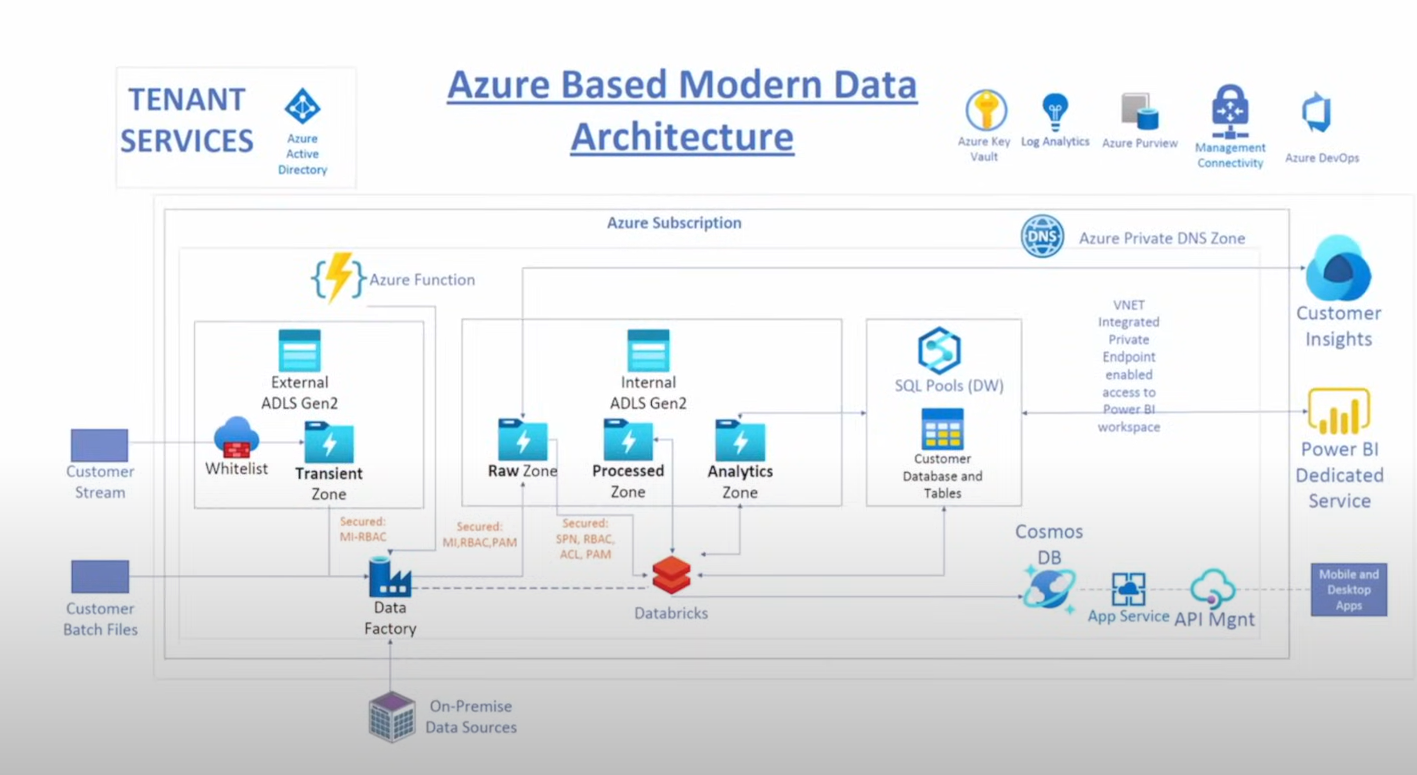 TENANT
SERVICES
Azure
Active
Directory
Azure Based Modern Data
Architecture
Azure Key
Vault
Log Analytics
Azure Purview
Management
Connectivity
Azure DevOps
Azure Subscription
DNS
Azure Private DNS Zone
Azure Function
External
ADLS Gen2
Whitelist
Transient
Zone
Internal
ADLS Gen2
Raw Zone
Processed
Zone
Analytics
Zone
SQL Pools (DW)
Customer
Database and
Tables
VNET
Integrated
Private
Endpoint
enabled
access to
Power BI
workspace
Customer
Insights
Power BI
Dedicated
Service
Customer
Stream
Customer
Batch Files
Secured:
MI-RBAC
Secured:
MI,RBAC,PAM
Secured:
SPN, RBAC,
ACL, PAM
Data
Factory
Databricks
Cosmos
DB
App Service
API Mgnt
Mobile and
Desktop
Apps
On-Premise
Data Sources